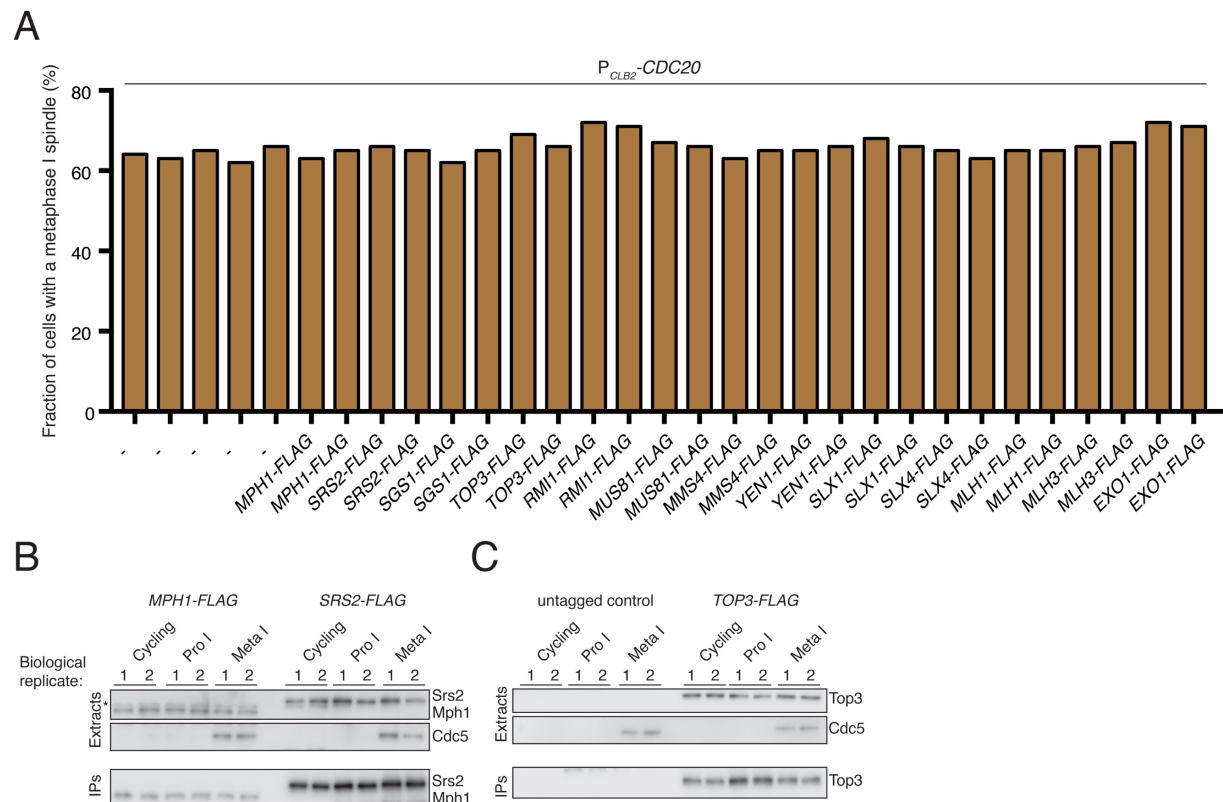 A
P_CLB2-CDC20
Fraction of cells with a metaphase I spindle (%)
80
60
40
20
0
-
-
-
-
-
MPH1-FLAG
MPH1-FLAG
SRS2-FLAG
SRS2-FLAG
SGS1-FLAG
SGS1-FLAG
TOP3-FLAG
TOP3-FLAG
RMI1-FLAG
RMI1-FLAG
MUS81-FLAG
MUS81-FLAG
MMS4-FLAG
MMS4-FLAG
YEN1-FLAG
YEN1-FLAG
SLX1-FLAG
SLX1-FLAG
SLX4-FLAG
SLX4-FLAG
MLH1-FLAG
MLH1-FLAG
MLH3-FLAG
MLH3-FLAG
EXO1-FLAG
EXO1-FLAG
B
MPH1-FLAG SRS2-FLAG
Cycling Pro I Meta I Cycling Pro I Meta I
Biological
replicate: 1 2 1 2 1 2 1 2 1 2 1 2
Extracts
*
Srs2
Mph1
Cdc5
IPs
Srs2
Mph1
C
untagged control TOP3-FLAG
Cycling Pro I Meta I Cycling Pro I Meta I
1 2 1 2 1 2 1 2 1 2 1 2
Extracts
Top3
Cdc5
IPs
Top3